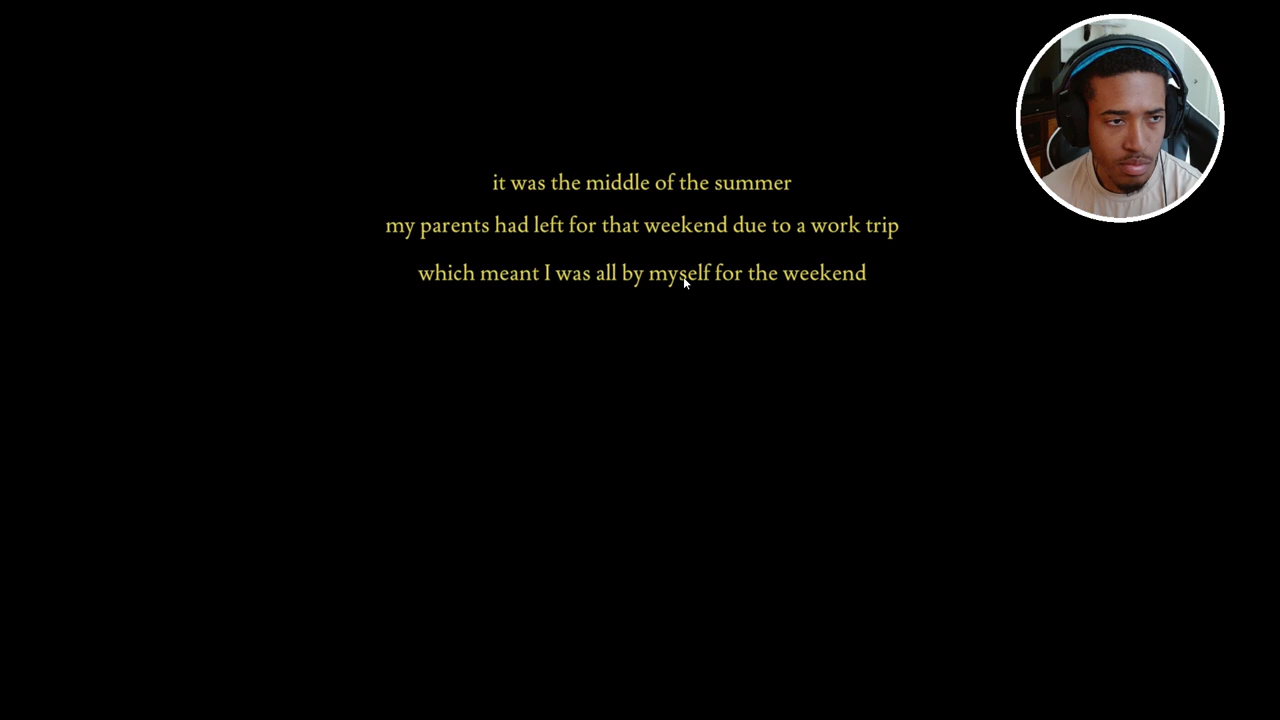 it was the middle of the summer
my parents had left for that weekend due to a work trip
which meant I was all by myself for the weekend